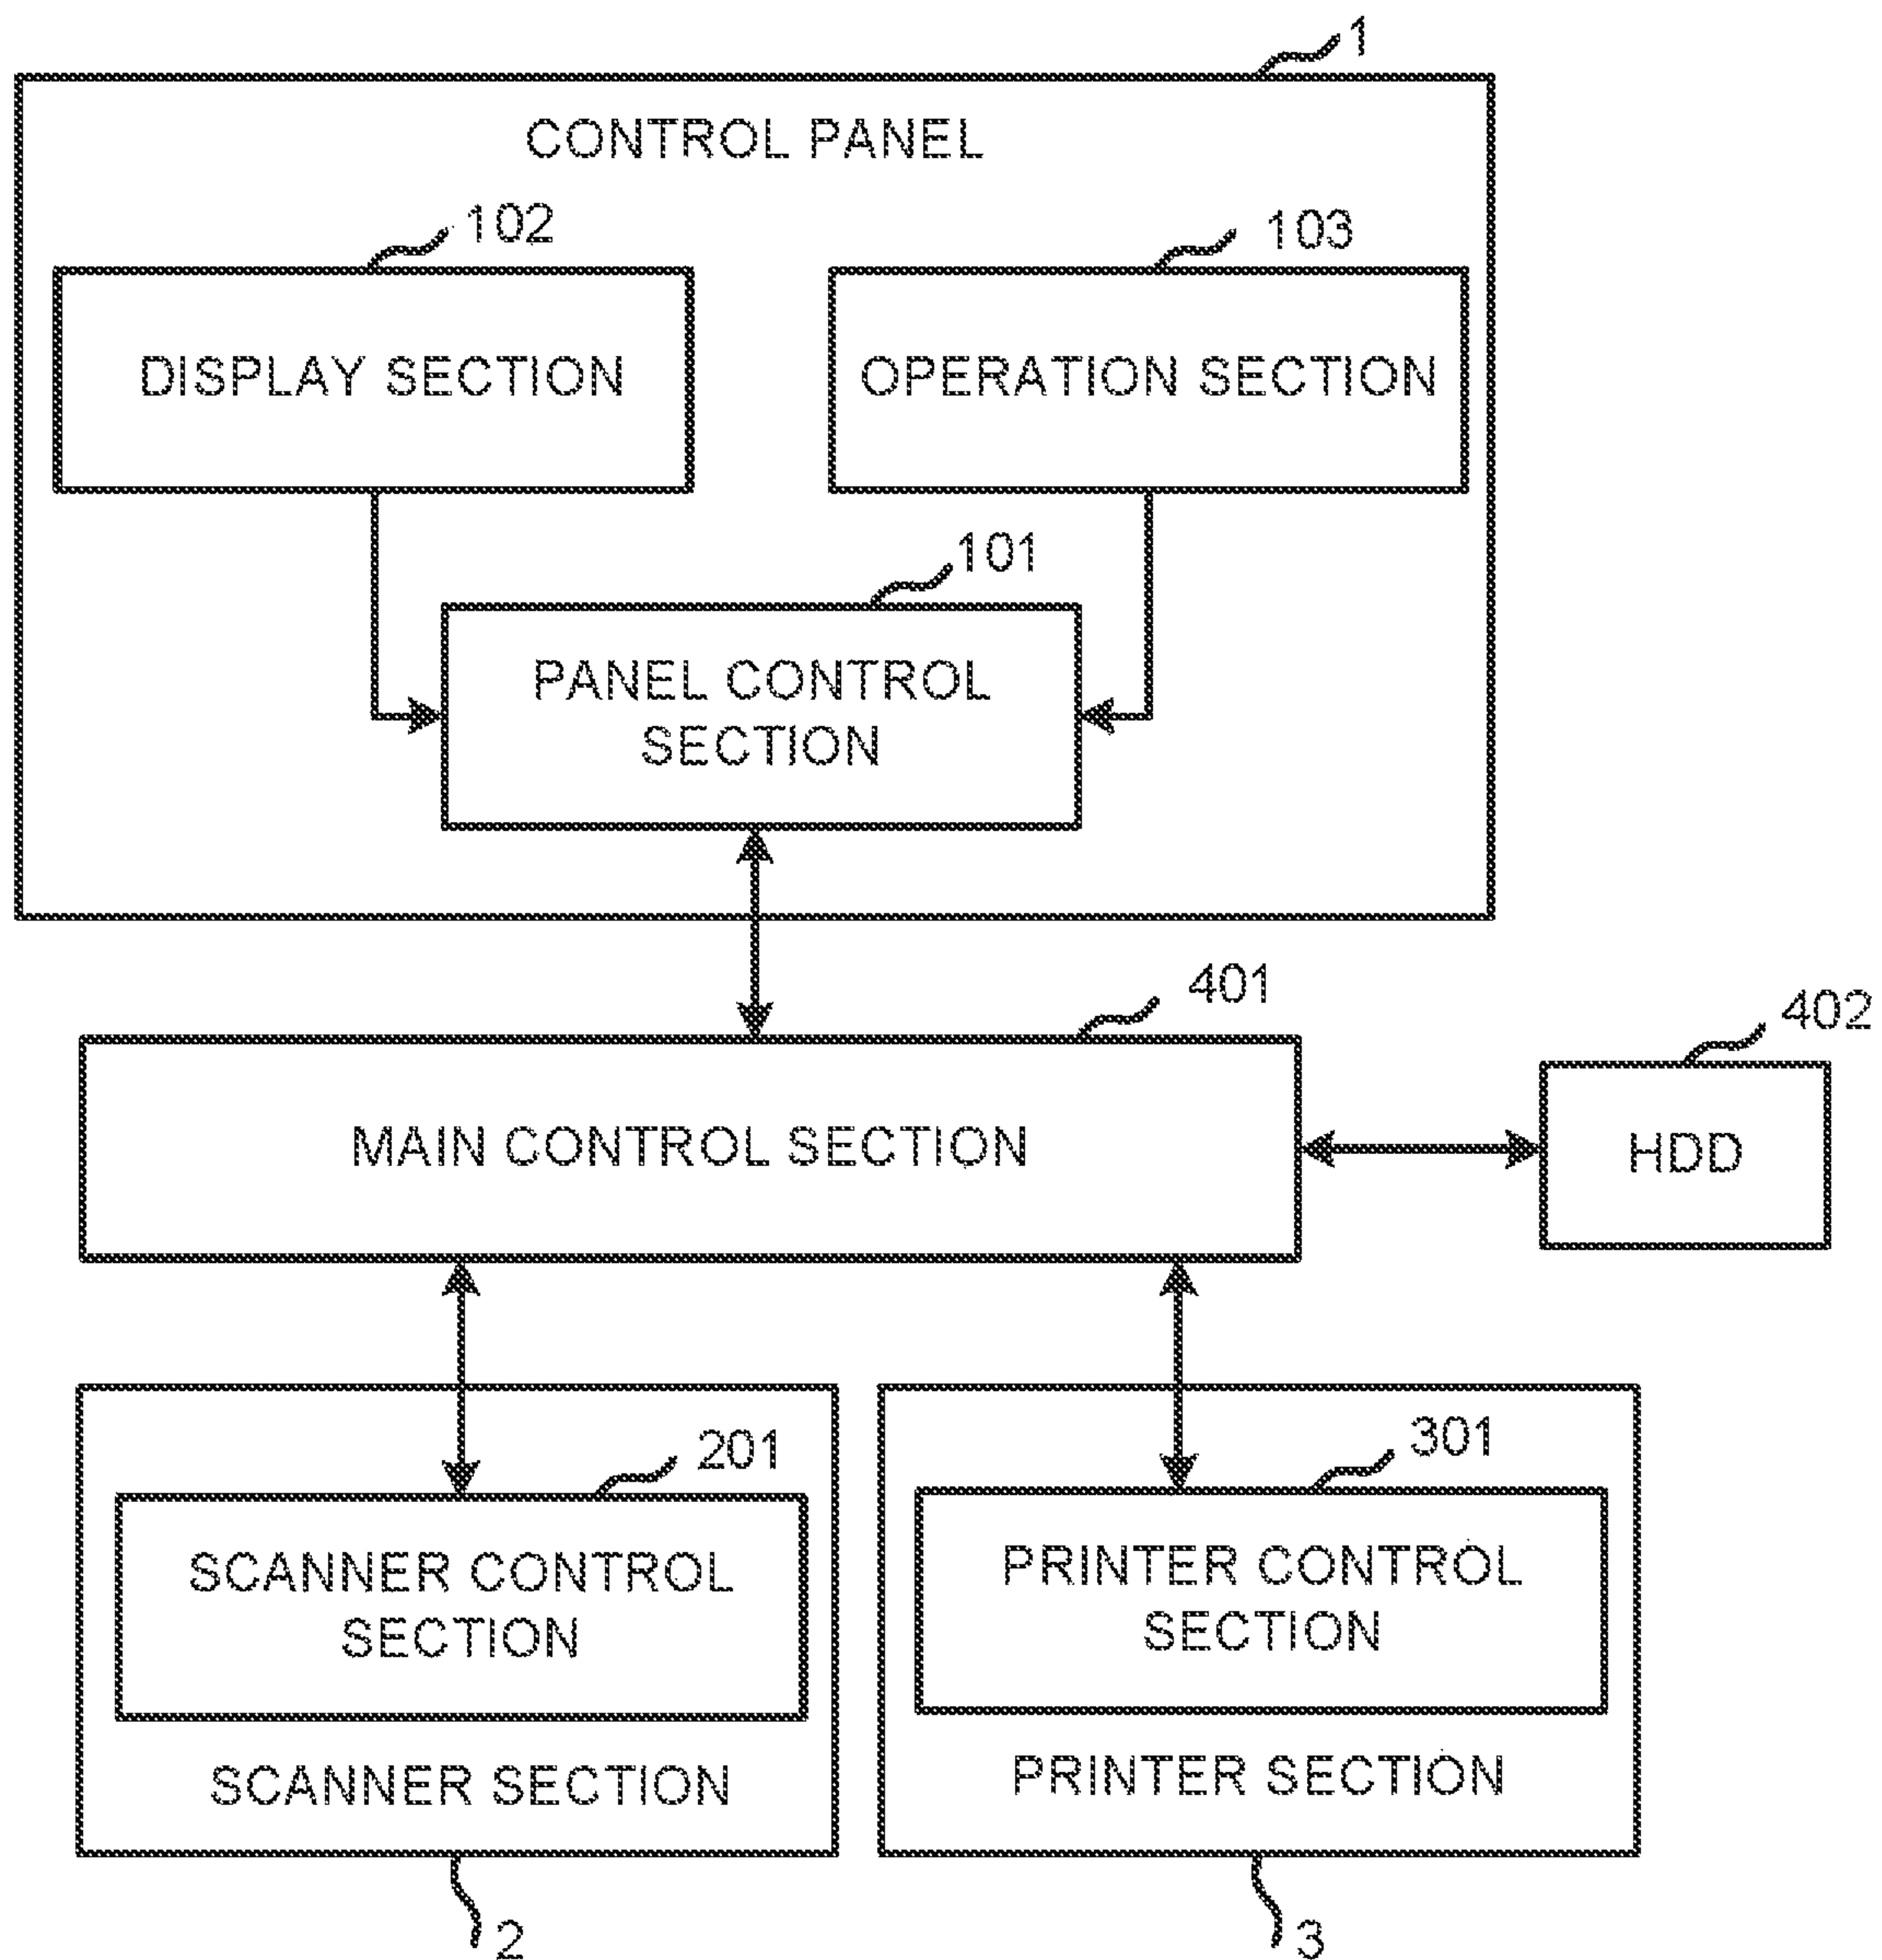 1
CONTROL PANEL
102
103
DISPLAY SECTION
OPERATION SECTION
101
PANEL CONTROL
SECTION
401
402
MAIN CONTROL SECTION
HDD
201
301
SCANNER CONTROL
SECTION
PRINTER CONTROL
SECTION
SCANNER SECTION
PRINTER SECTION
2
3